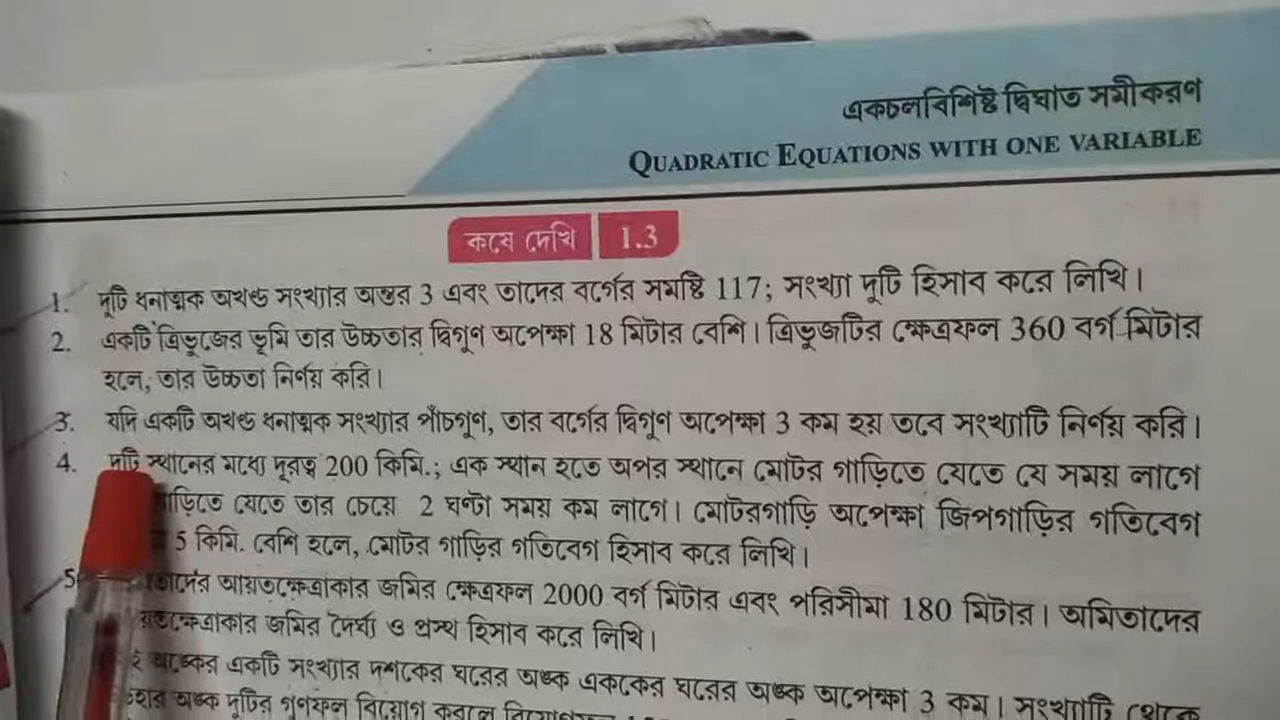 একচলবিশিষ্ট দ্বিঘাত সমীকরণ
QUADRATIC EQUATIONS WITH ONE VARIABLE
কষে দেখি 1.3
1. দুটি ধনাত্মক অখণ্ড সংখ্যার অন্তর 3 এবং তাদের বর্গের সমষ্টি 117; সংখ্যা দুটি হিসাব করে লিখি।
2. একটি ত্রিভুজের ভূমি তার উচ্চতার দ্বিগুণ অপেক্ষা 18 মিটার বেশি। ত্রিভুজটির ক্ষেত্রফল 360 বর্গ মিটার
হলে, তার উচ্চতা নির্ণয় করি।
3. যদি একটি অখণ্ড ধনাত্মক সংখ্যার পাঁচগুণ, তার বর্গের দ্বিগুণ অপেক্ষা 3 কম হয় তবে সংখ্যাটি নির্ণয় করি।
4. দুটি স্থানের মধ্যে দূরত্ব 200 কিমি.; এক স্থান হতে অপর স্থানে মোটর গাড়িতে যেতে যে সময় লাগে
গাড়িতে যেতে তার চেয়ে 2 ঘণ্টা সময় কম লাগে। মোটরগাড়ি অপেক্ষা জিপগাড়ির গতিবেগ
5 কিমি. বেশি হলে, মোটর গাড়ির গতিবেগ হিসাব করে লিখি।
5. আয়তক্ষেত্রাকার জমির ক্ষেত্রফল 2000 বর্গ মিটার এবং পরিসীমা 180 মিটার। অমিতাদের
জমির দৈর্ঘ্য ও প্রস্থ হিসাব করে লিখি।
অঙ্কের একটি সংখ্যার দশকের ঘরের অঙ্ক এককের ঘরের অঙ্ক অপেক্ষা 3 কম। সংখ্যাটি থেকে
অঙ্ক দুটির গুণফল বিয়োগ করলে